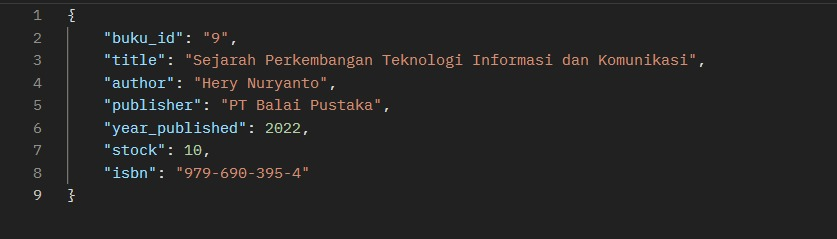 1 {
2 "buku_id": "9",
3 "title": "Sejarah Perkembangan Teknologi Informasi dan Komunikasi",
4 "author": "Hery Nuryanto",
5 "publisher": "PT Balai Pustaka",
6 "year_published": 2022,
7 "stock": 10,
8 "isbn": "979-690-395-4"
9 }